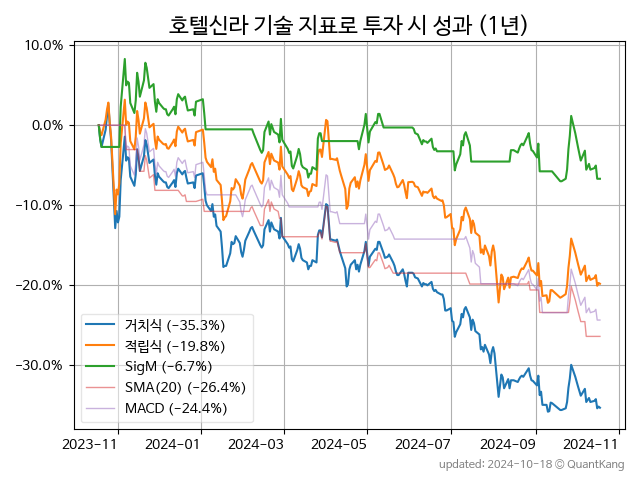 호텔신라 기술 지표로 투자 시 성과 (1년)
10.0%
0.0%
−10.0%
−20.0%
−30.0%
거치식 (−35.3%)
적립식 (−19.8%)
SigM (−6.7%)
SMA(20) (−26.4%)
MACD (−24.4%)
2023−11 2024−01 2024−03 2024−05 2024−07 2024−09 2024−11
updated: 2024−10−18 @ QuantKang